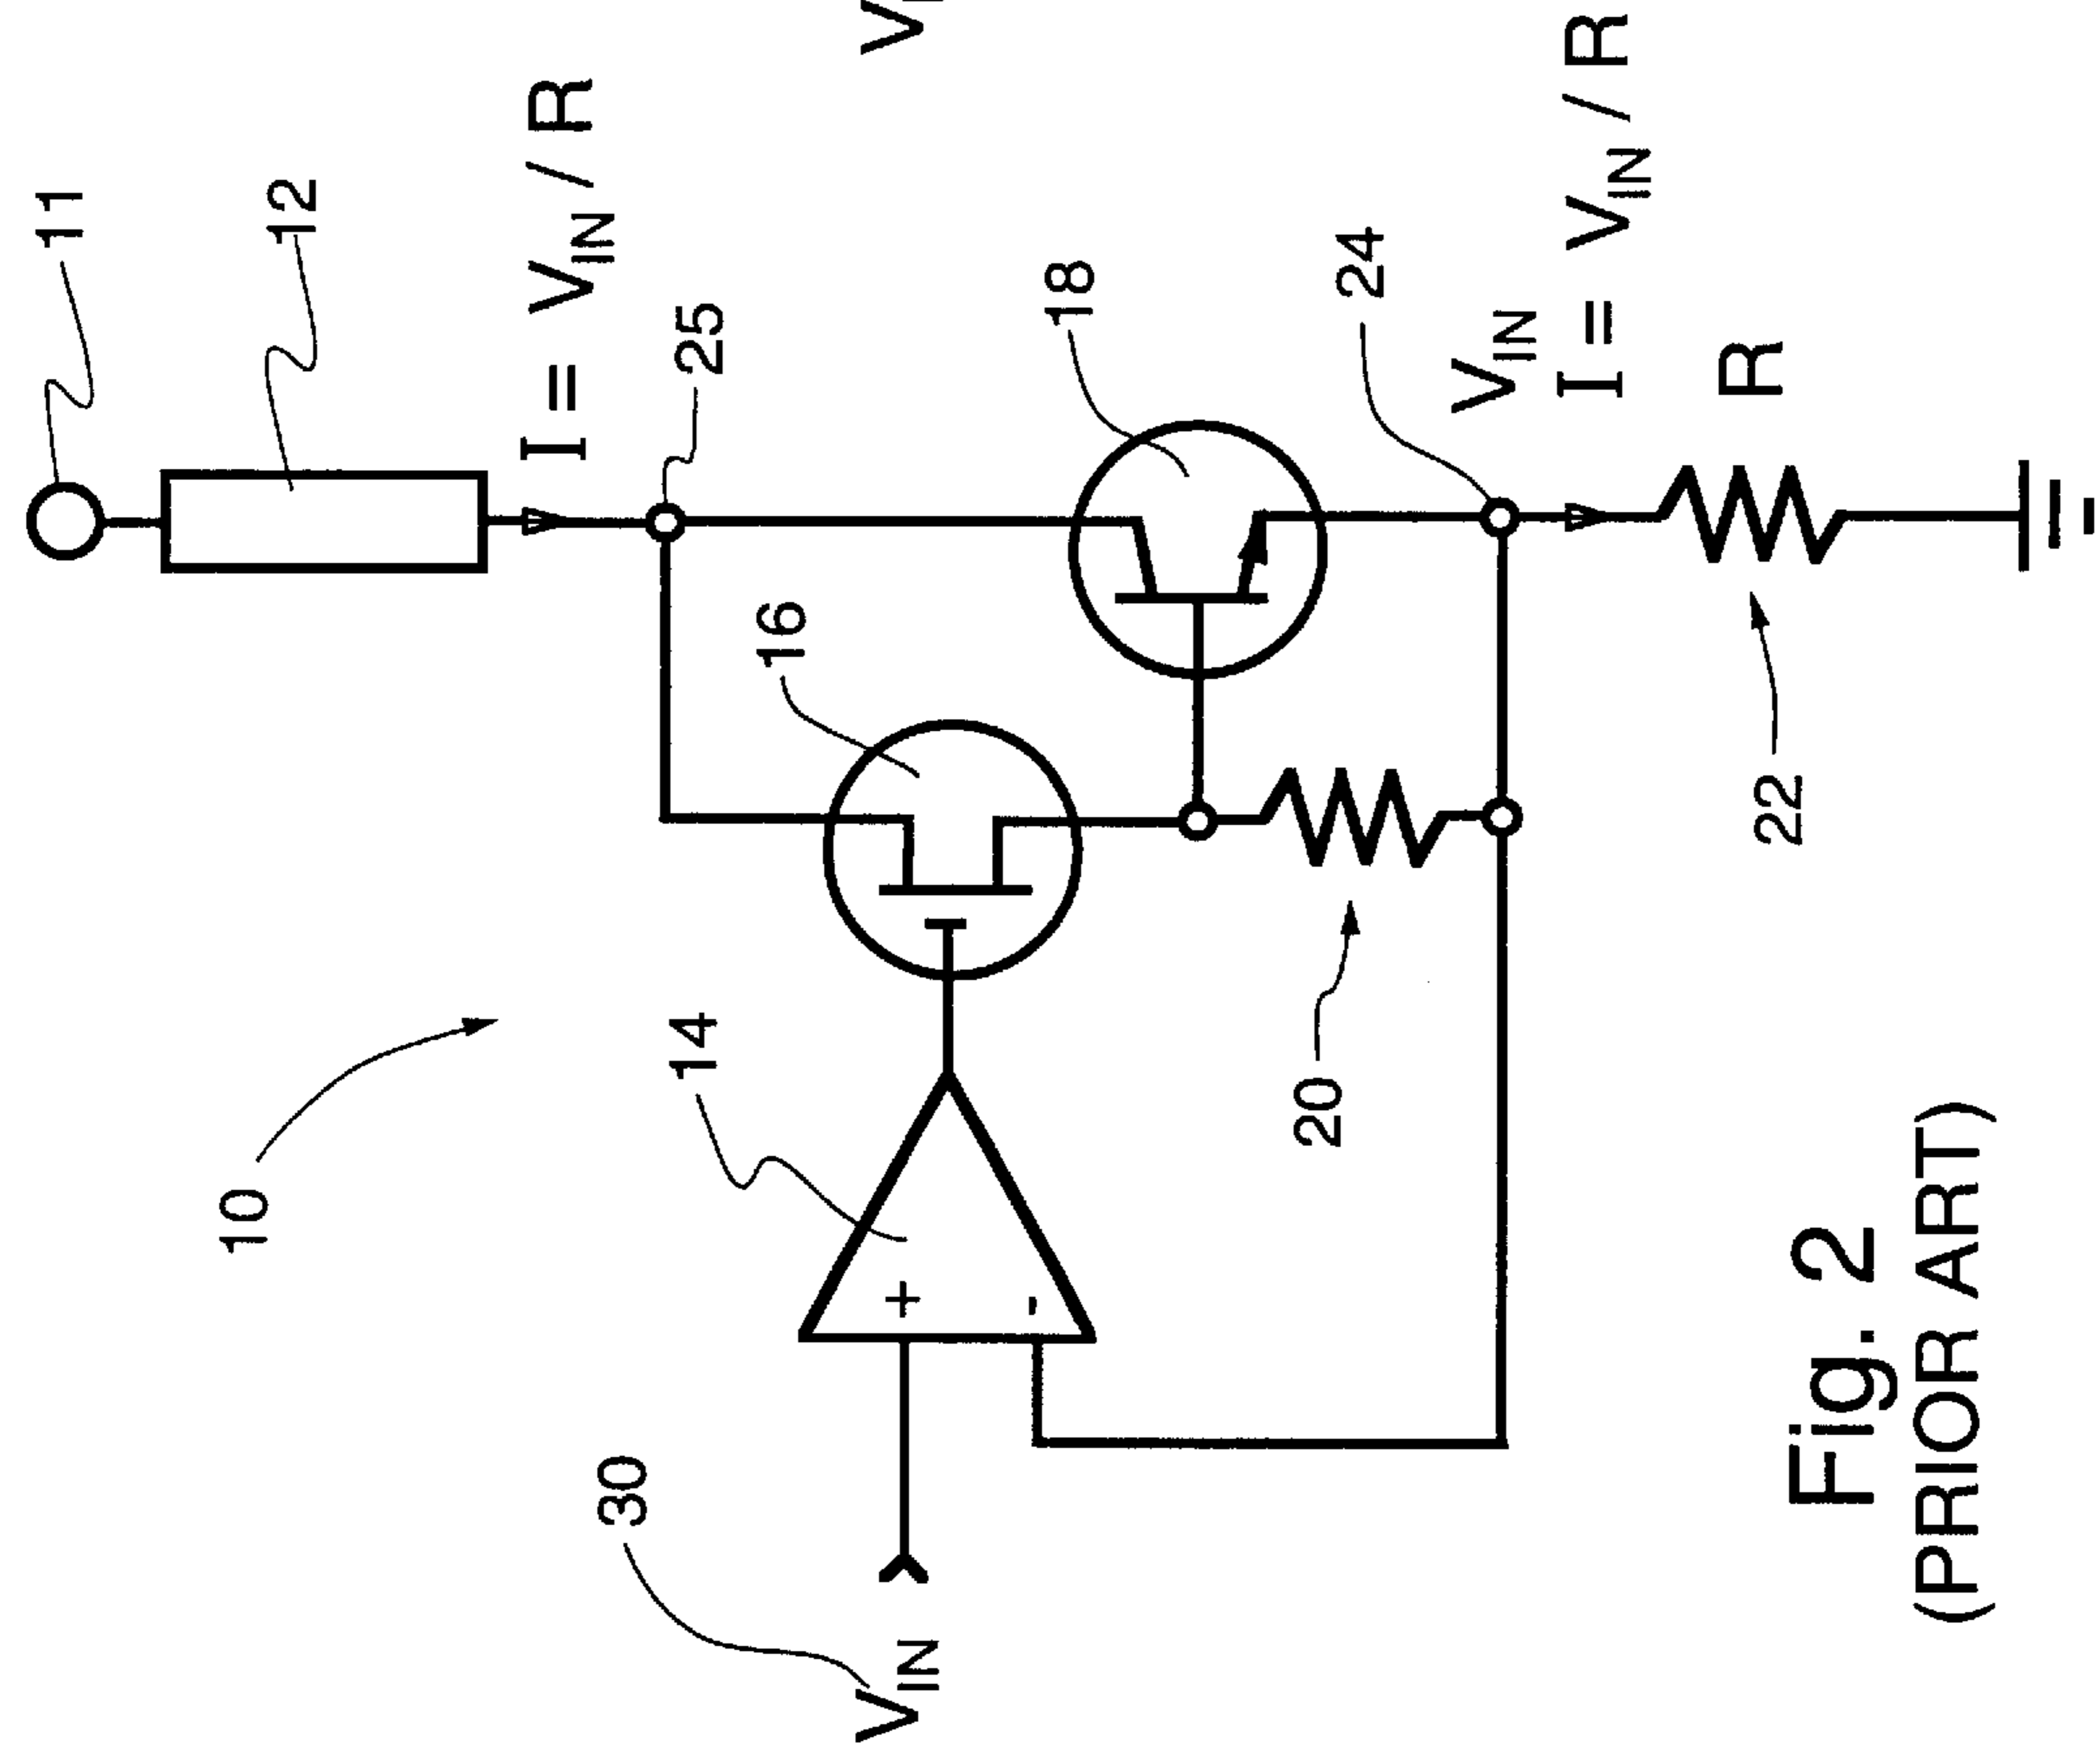 11
12
I = V_IN / R
25
16
18
24
V_IN
I = V_IN / R
R
22
20
14
10
30
V_IN
+
-
Fig. 2
(PRIOR ART)